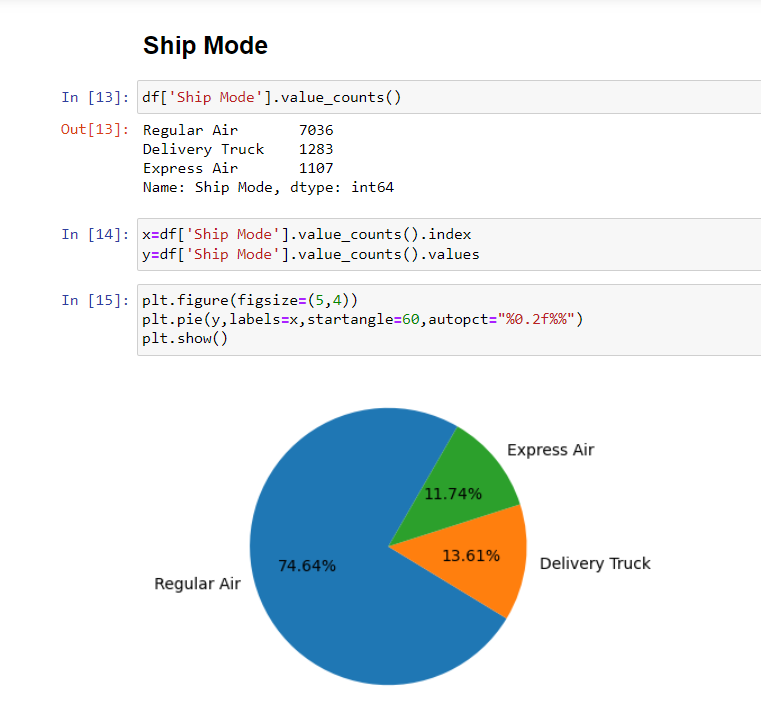 Ship Mode
In [13]: df['Ship Mode'].value_counts()
Out[13]: Regular Air       7036
Delivery Truck    1283
Express Air       1107
Name: Ship Mode, dtype: int64
In [14]: x=df['Ship Mode'].value_counts().index
y=df['Ship Mode'].value_counts().values
In [15]: plt.figure(figsize=(5,4))
plt.pie(y,labels=x,startangle=60,autopct="%0.2f%%")
plt.show()
Express Air
11.74%
13.61%
Delivery Truck
74.64%
Regular Air